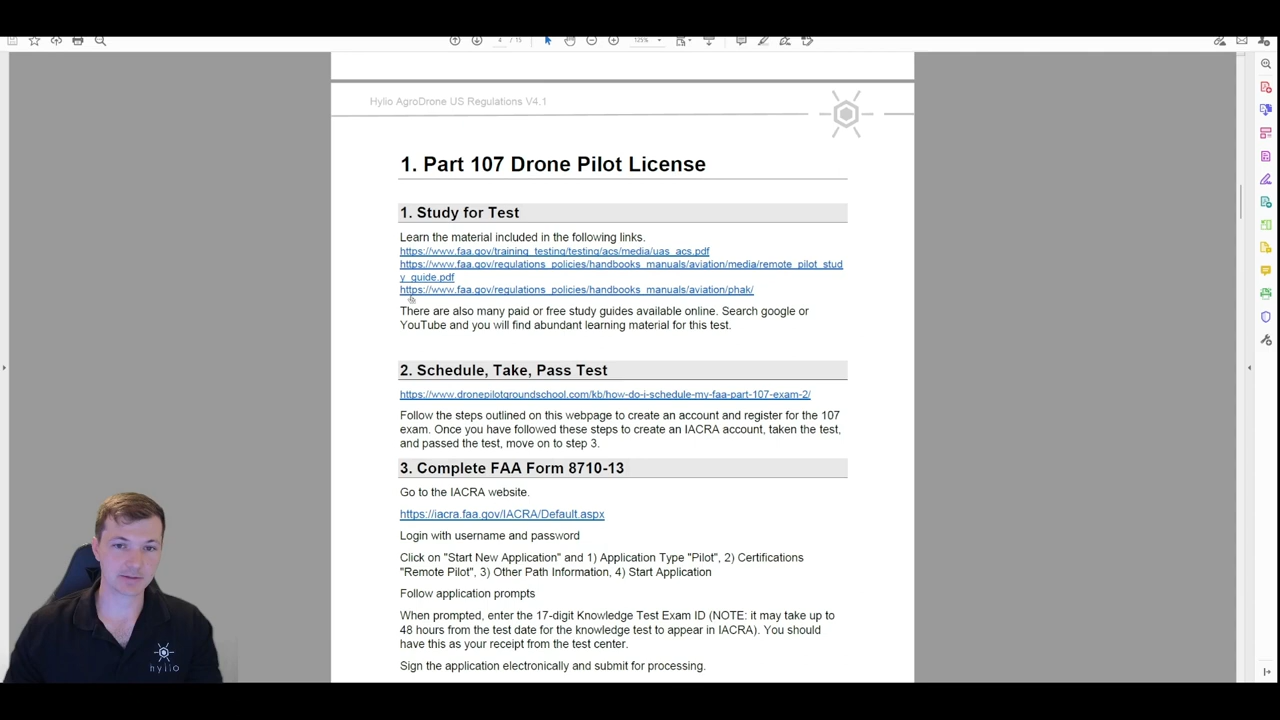 125%
Hylio AgroDrone US Regulations V4.1
1. Part 107 Drone Pilot License
1. Study for Test
Learn the material included in the following links.
https://www.faa.gov/training_testing/testing/acs/media/uas_acs.pdf
https://www.faa.gov/regulations_policies/handbooks_manuals/aviation/media/remote_pilot_stud
y_guide.pdf
https://www.faa.gov/regulations_policies/handbooks_manuals/aviation/phak/
There are also many paid or free study guides available online. Search google or
YouTube and you will find abundant learning material for this test.
2. Schedule, Take, Pass Test
https://www.dronepilotgroundschool.com/kb/how-do-i-schedule-my-faa-part-107-exam-2/
Follow the steps outlined on this webpage to create an account and register for the 107
exam. Once you have followed these steps to create an IACRA account, taken the test,
and passed the test, move on to step 3.
3. Complete FAA Form 8710-13
Go to the IACRA website.
https://iacra.faa.gov/IACRA/Default.aspx
Login with username and password
Click on "Start New Application" and 1) Application Type "Pilot", 2) Certifications
"Remote Pilot", 3) Other Path Information, 4) Start Application
Follow application prompts
When prompted, enter the 17-digit Knowledge Test Exam ID (NOTE: it may take up to
48 hours from the test date for the knowledge test to appear in IACRA). You should
have this as your receipt from the test center.
Sign the application electronically and submit for processing.
hylio